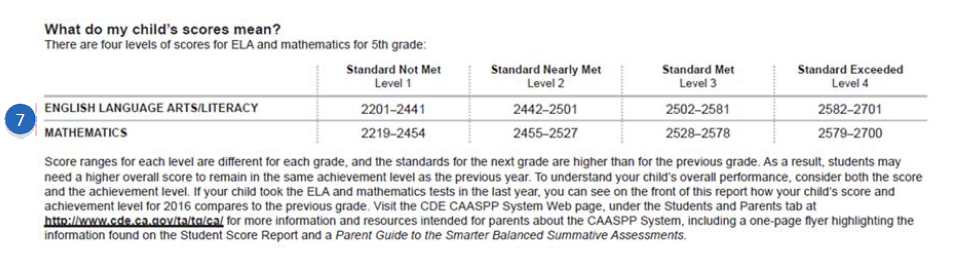 What do my child's scores mean?
There are four levels of scores for ELA and mathematics for 5th grade:
Standard Not Met Standard Nearly Met Standard Met Standard Exceeded
Level 1 Level 2 Level 3 Level 4
ENGLISH LANGUAGE ARTS/LITERACY 2201–2441 2442–2501 2502–2581 2582–2701
7
MATHEMATICS 2219–2454 2455–2527 2528–2578 2579–2700
Score ranges for each level are different for each grade, and the standards for the next grade are higher than for the previous grade. As a result, students may
need a higher overall score to remain in the same achievement level as the previous year. To understand your child's overall performance, consider both the score
and the achievement level. If your child took the ELA and mathematics tests in the last year, you can see on the front of this report how your child's score and
achievement level for 2016 compares to the previous grade. Visit the CDE CAASPP System Web page, under the Students and Parents tab at
http://www.cde.ca.gov/ta/tg/ca/ for more information and resources intended for parents about the CAASPP System, including a one-page flyer highlighting the
information found on the Student Score Report and a Parent Guide to the Smarter Balanced Summative Assessments.